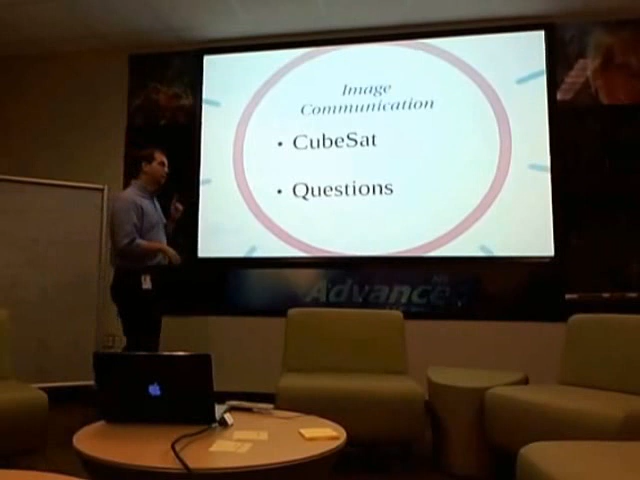 Image
Communication
• CubeSat
• Questions
Advance